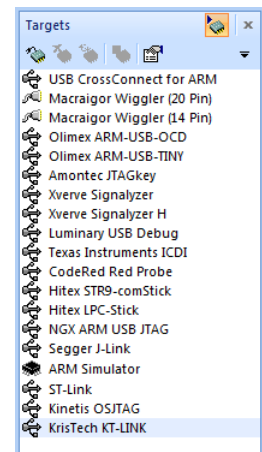 Targets
USB CrossConnect for ARM
Macraigor Wiggler (20 Pin)
Macraigor Wiggler (14 Pin)
Olimex ARM-USB-OCD
Olimex ARM-USB-TINY
Amontec JTAGkey
Xverve Signalyzer
Xverve Signalyzer H
Luminary USB Debug
Texas Instruments ICDI
CodeRed Red Probe
Hitex STR9-comStick
Hitex LPC-Stick
NGX ARM USB JTAG
Segger J-Link
ARM Simulator
ST-Link
Kinetis OSJTAG
KrisTech KT-LINK